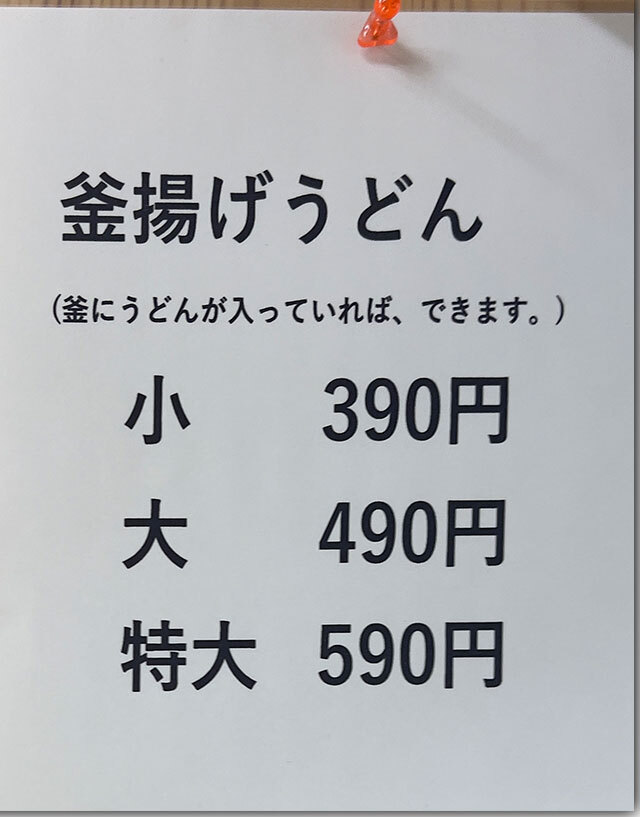 釜揚げうどん
(釜にうどんが入っていれば、できます。)
小 390円
大 490円
特大 590円